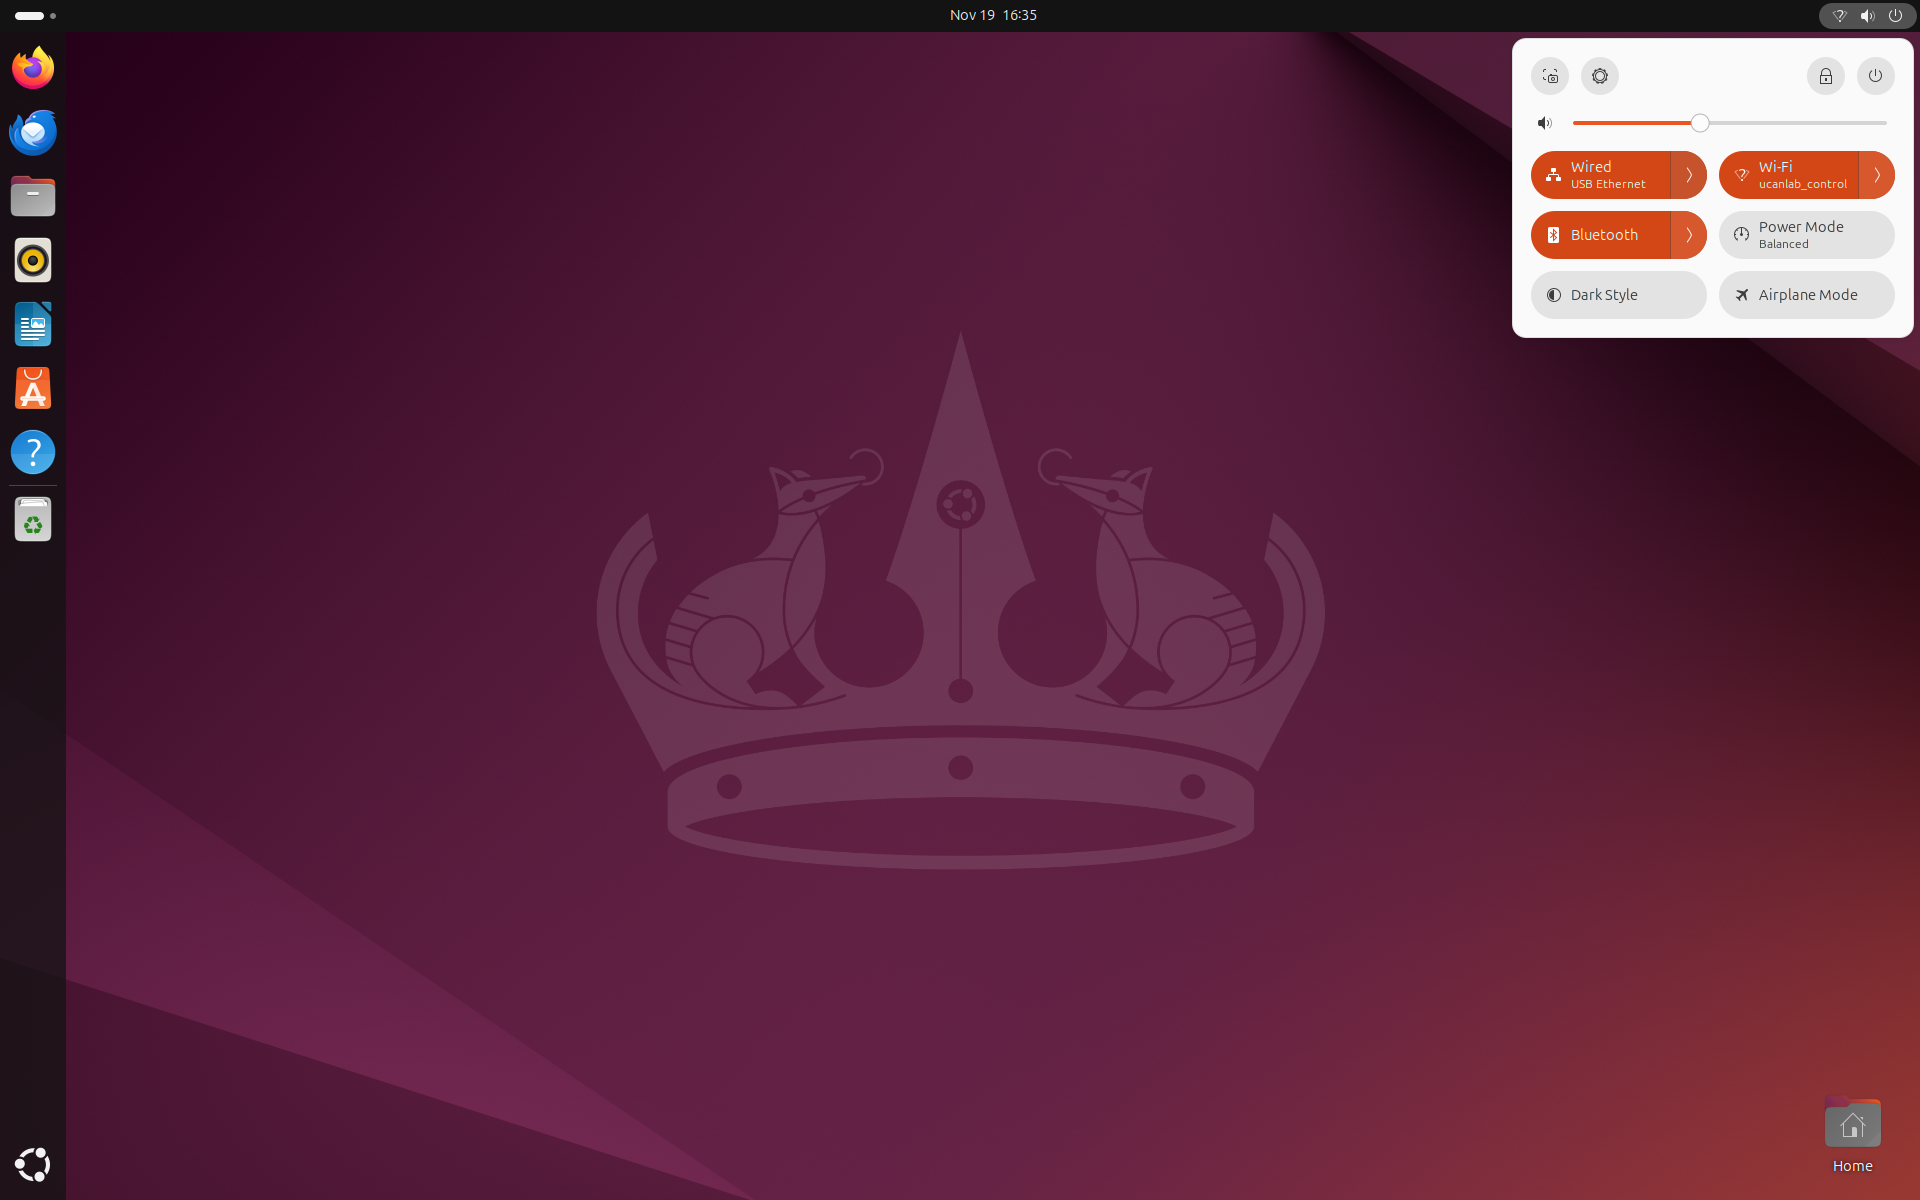 Nov 19 16:35
Wired
USB Ethernet
Wi-Fi
ucanlab_control
Bluetooth
Power Mode
Balanced
Dark Style
Airplane Mode
Home